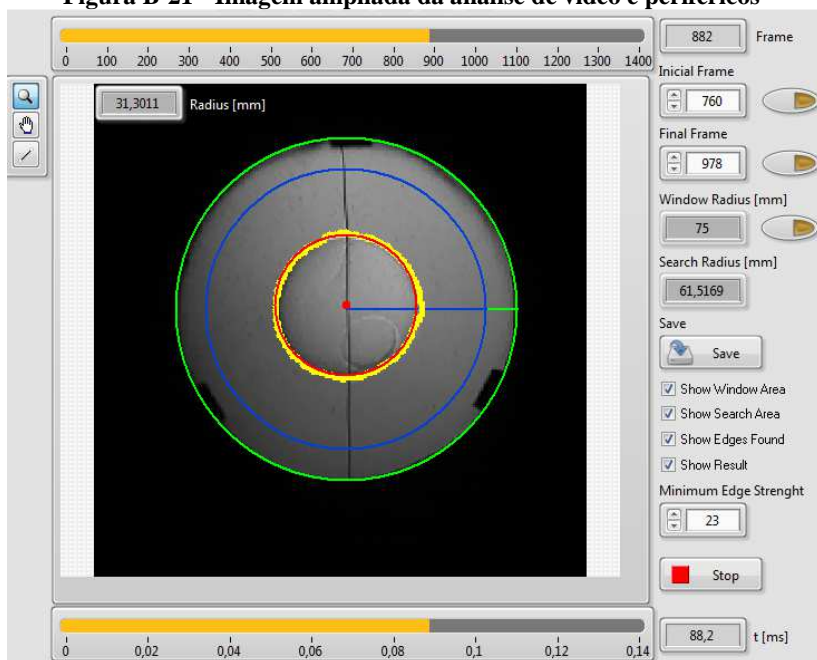 Figura B-21 - Imagem ampliada da análise de vídeo e periféricos
0 100 200 300 400 500 600 700 800 900 1000 1100 1200 1300 1400
882 Frame
Inicial Frame
760
31,3011 Radius [mm]
Final Frame
978
Window Radius [mm]
75
Search Radius [mm]
61,5169
Save
Save
Show Window Area
Show Search Area
Show Edges Found
Show Result
Minimum Edge Strenght
23
Stop
0 0,02 0,04 0,06 0,08 0,1 0,12 0,14
88,2 t [ms]